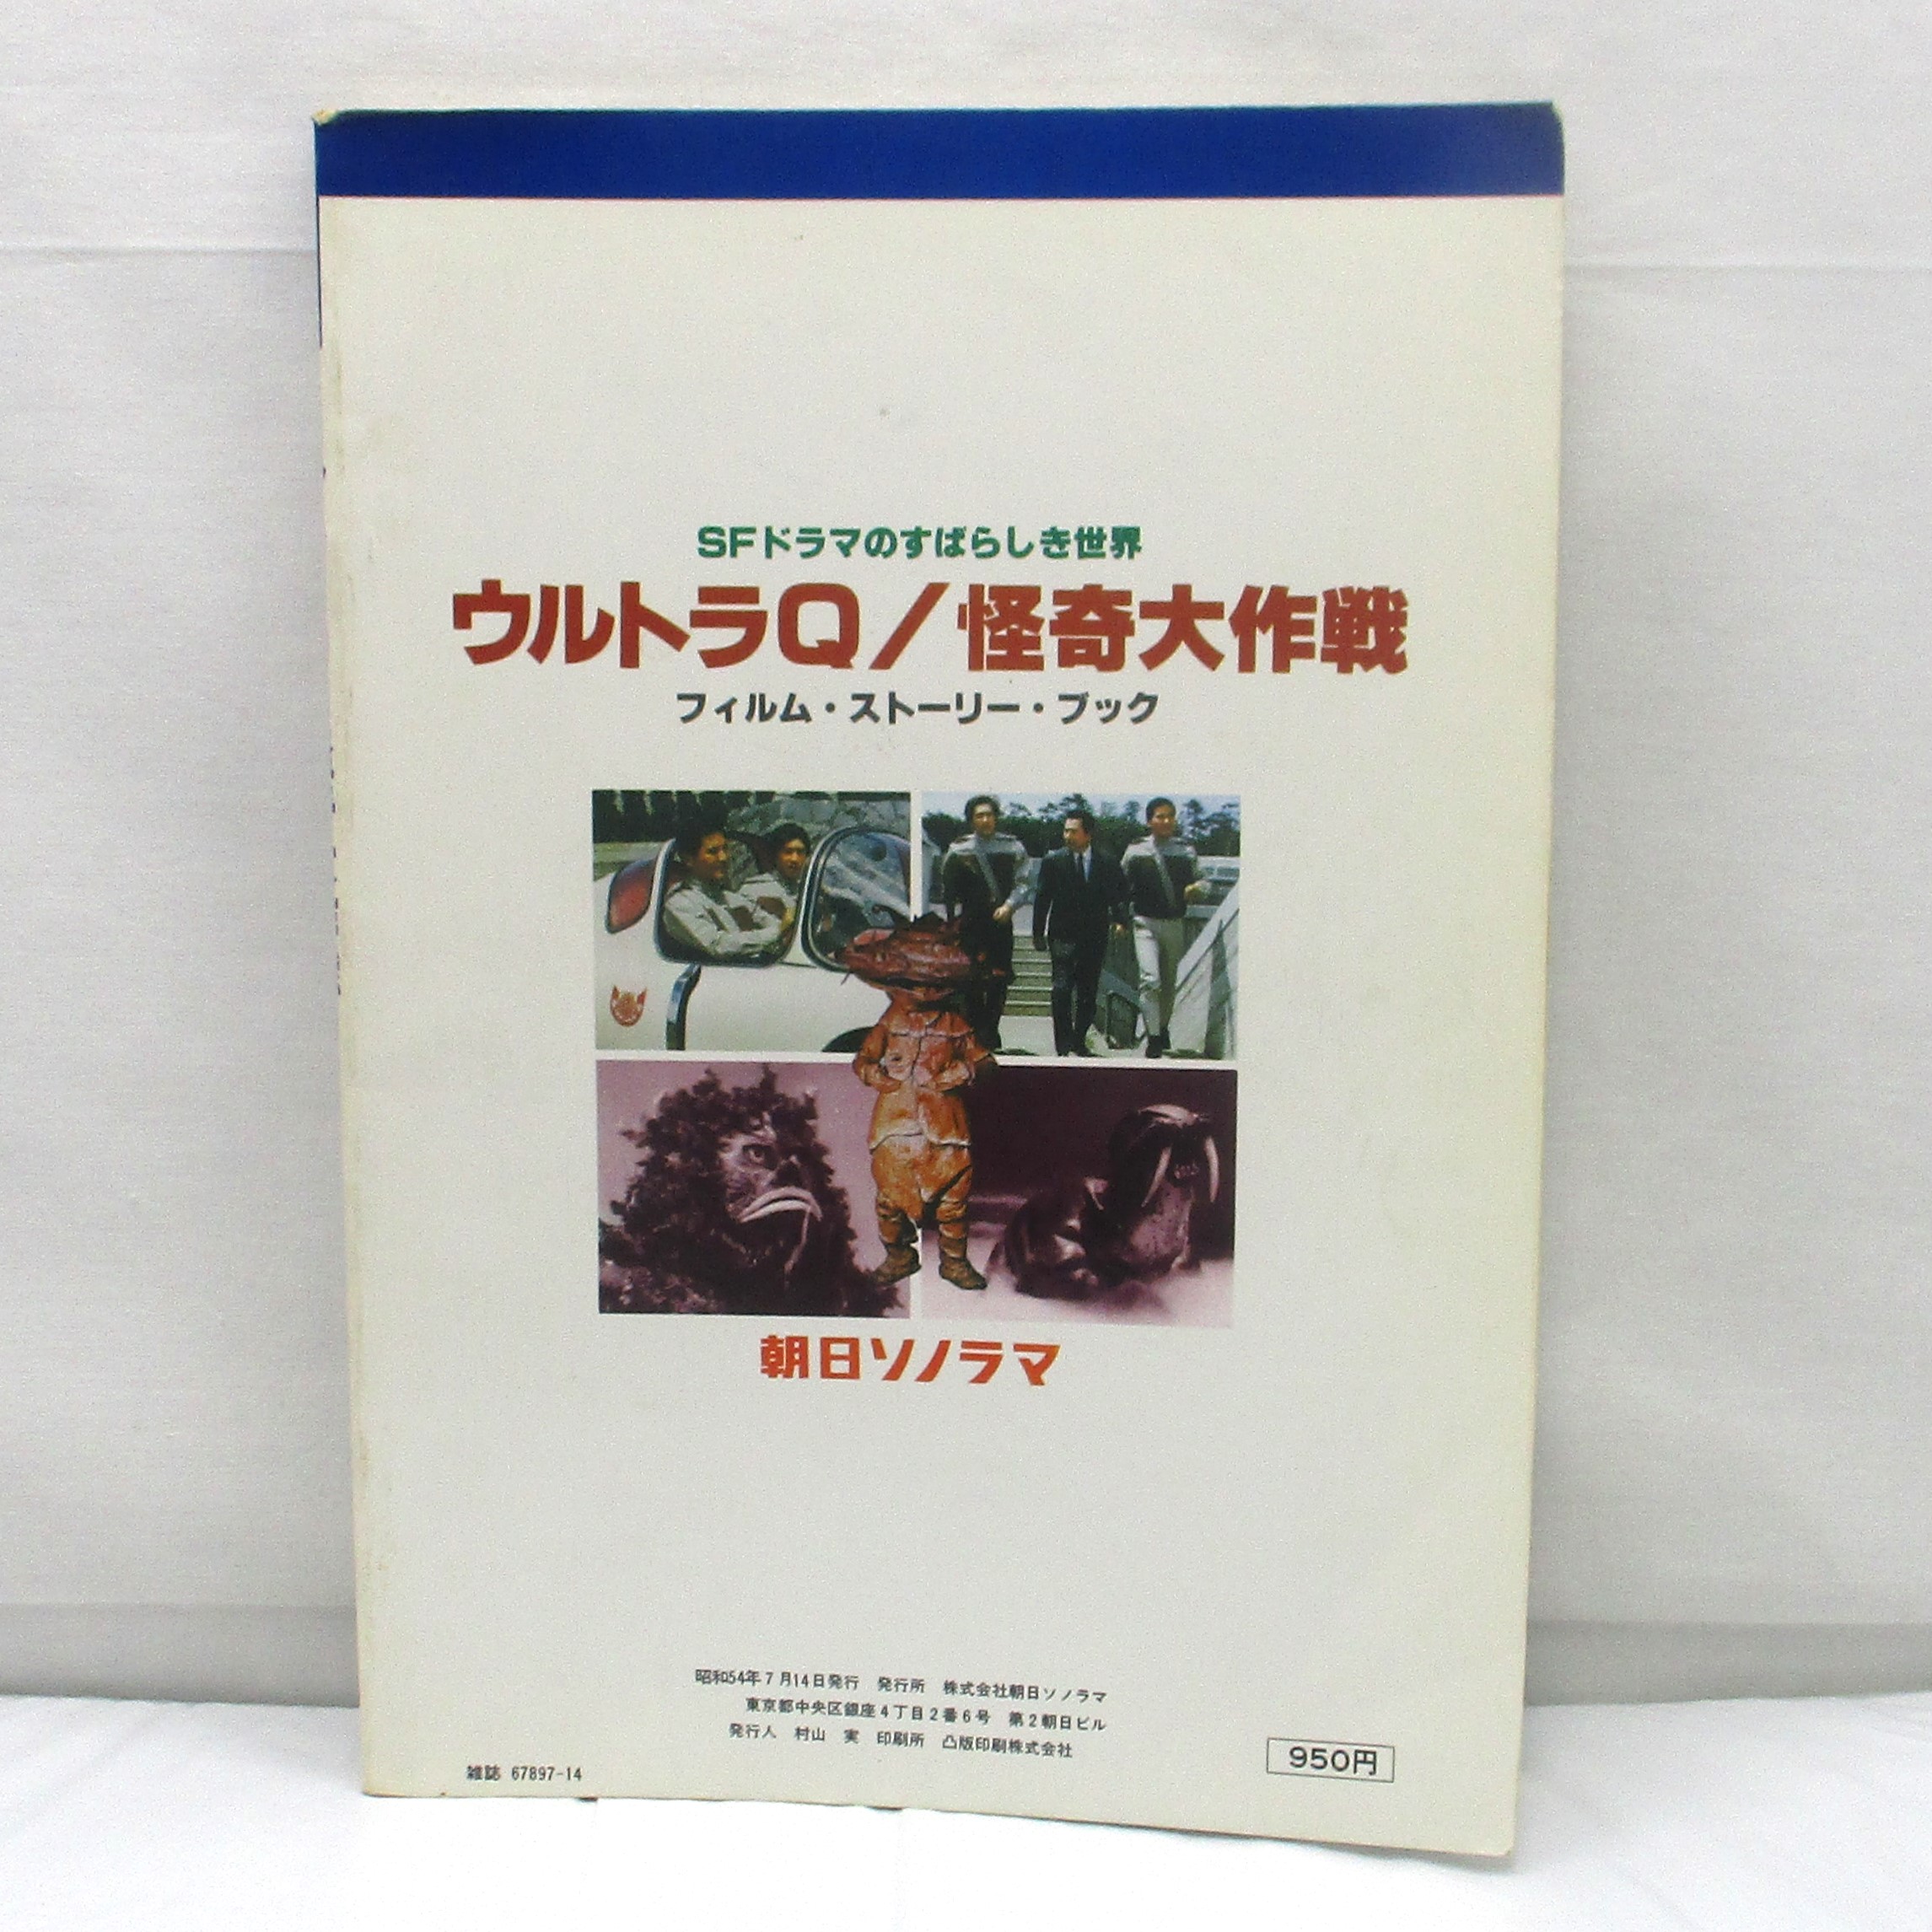 SFドラマのすばらしき世界
ウルトラQ/怪奇大作戦
フィルム・ストーリー・ブック
朝日ソノラマ
昭和54年7月14日発行 発行所 株式会社朝日ソノラマ
東京都中央区銀座4丁目2番6号 第2朝日ビル
発行人 村山 実 印刷所 凸版印刷株式会社
雑誌 67897-14
950円